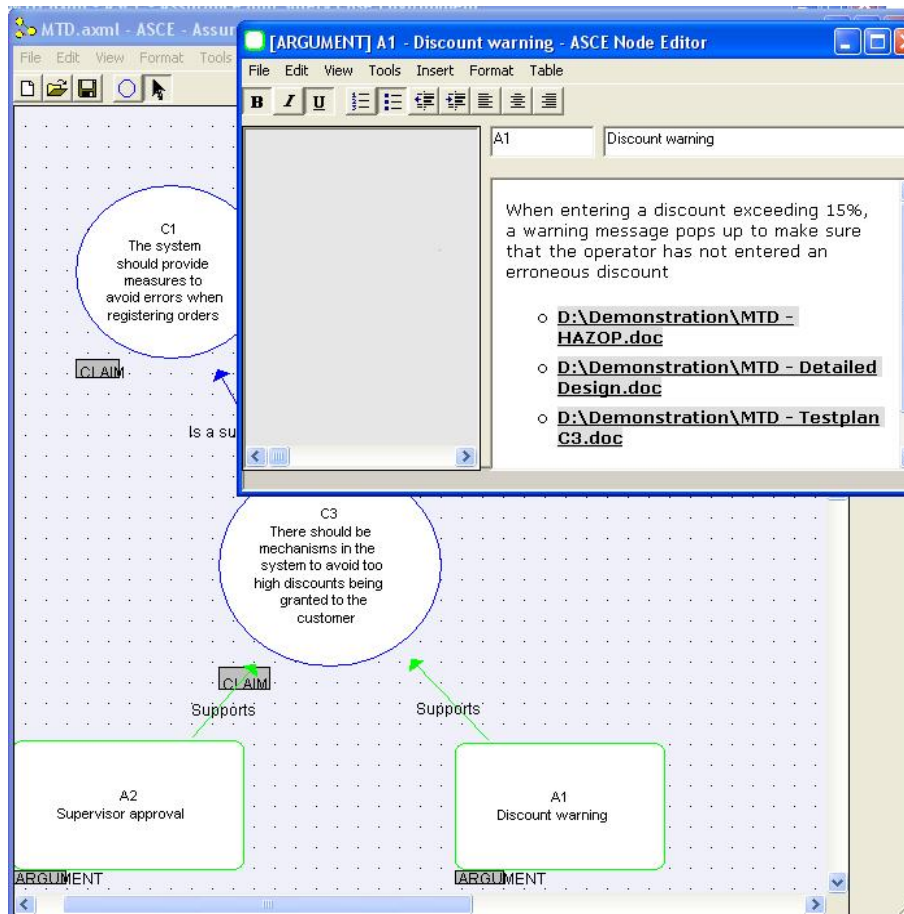 MTD.axml - ASCE - Assur
File Edit View Format Tools
[ARGUMENT] A1 - Discount warning - ASCE Node Editor
File Edit View Tools Insert Format Table
B I U
A1
Discount warning
When entering a discount exceeding 15%,
a warning message pops up to make sure
that the operator has not entered an
erroneous discount
D:\Demonstration\MTD -
HAZOP.doc
D:\Demonstration\MTD - Detailed
Design.doc
D:\Demonstration\MTD - Testplan
C3.doc
C1
The system
should provide
measures to
avoid errors when
registering orders
CLAIM
Is a su
C3
There should be
mechanisms in the
system to avoid too
high discounts being
granted to the
customer
CLAIM
Supports
Supports
A2
Supervisor approval
A1
Discount warning
ARGUMENT
ARGUMENT